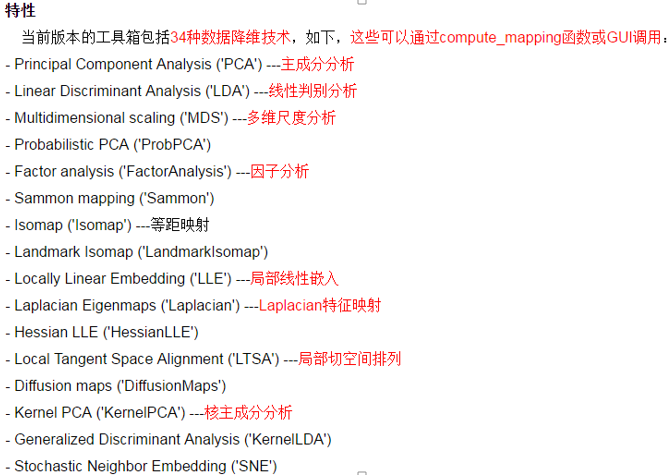 特性
当前版本的工具箱包括34种数据降维技术，如下，这些可以通过compute_mapping函数或GUI调用：
- Principal Component Analysis ('PCA') ---主成分分析
- Linear Discriminant Analysis ('LDA') ---线性判别分析
- Multidimensional scaling ('MDS') ---多维尺度分析
- Probabilistic PCA ('ProbPCA')
- Factor analysis ('FactorAnalysis') ---因子分析
- Sammon mapping ('Sammon')
- Isomap ('Isomap') ---等距映射
- Landmark Isomap ('LandmarkIsomap')
- Locally Linear Embedding ('LLE') ---局部线性嵌入
- Laplacian Eigenmaps ('Laplacian') ---Laplacian特征映射
- Hessian LLE ('HessianLLE')
- Local Tangent Space Alignment ('LTSA') ---局部切空间排列
- Diffusion maps ('DiffusionMaps')
- Kernel PCA ('KernelPCA') ---核主成分分析
- Generalized Discriminant Analysis ('KernelLDA')
- Stochastic Neighbor Embedding ('SNE')